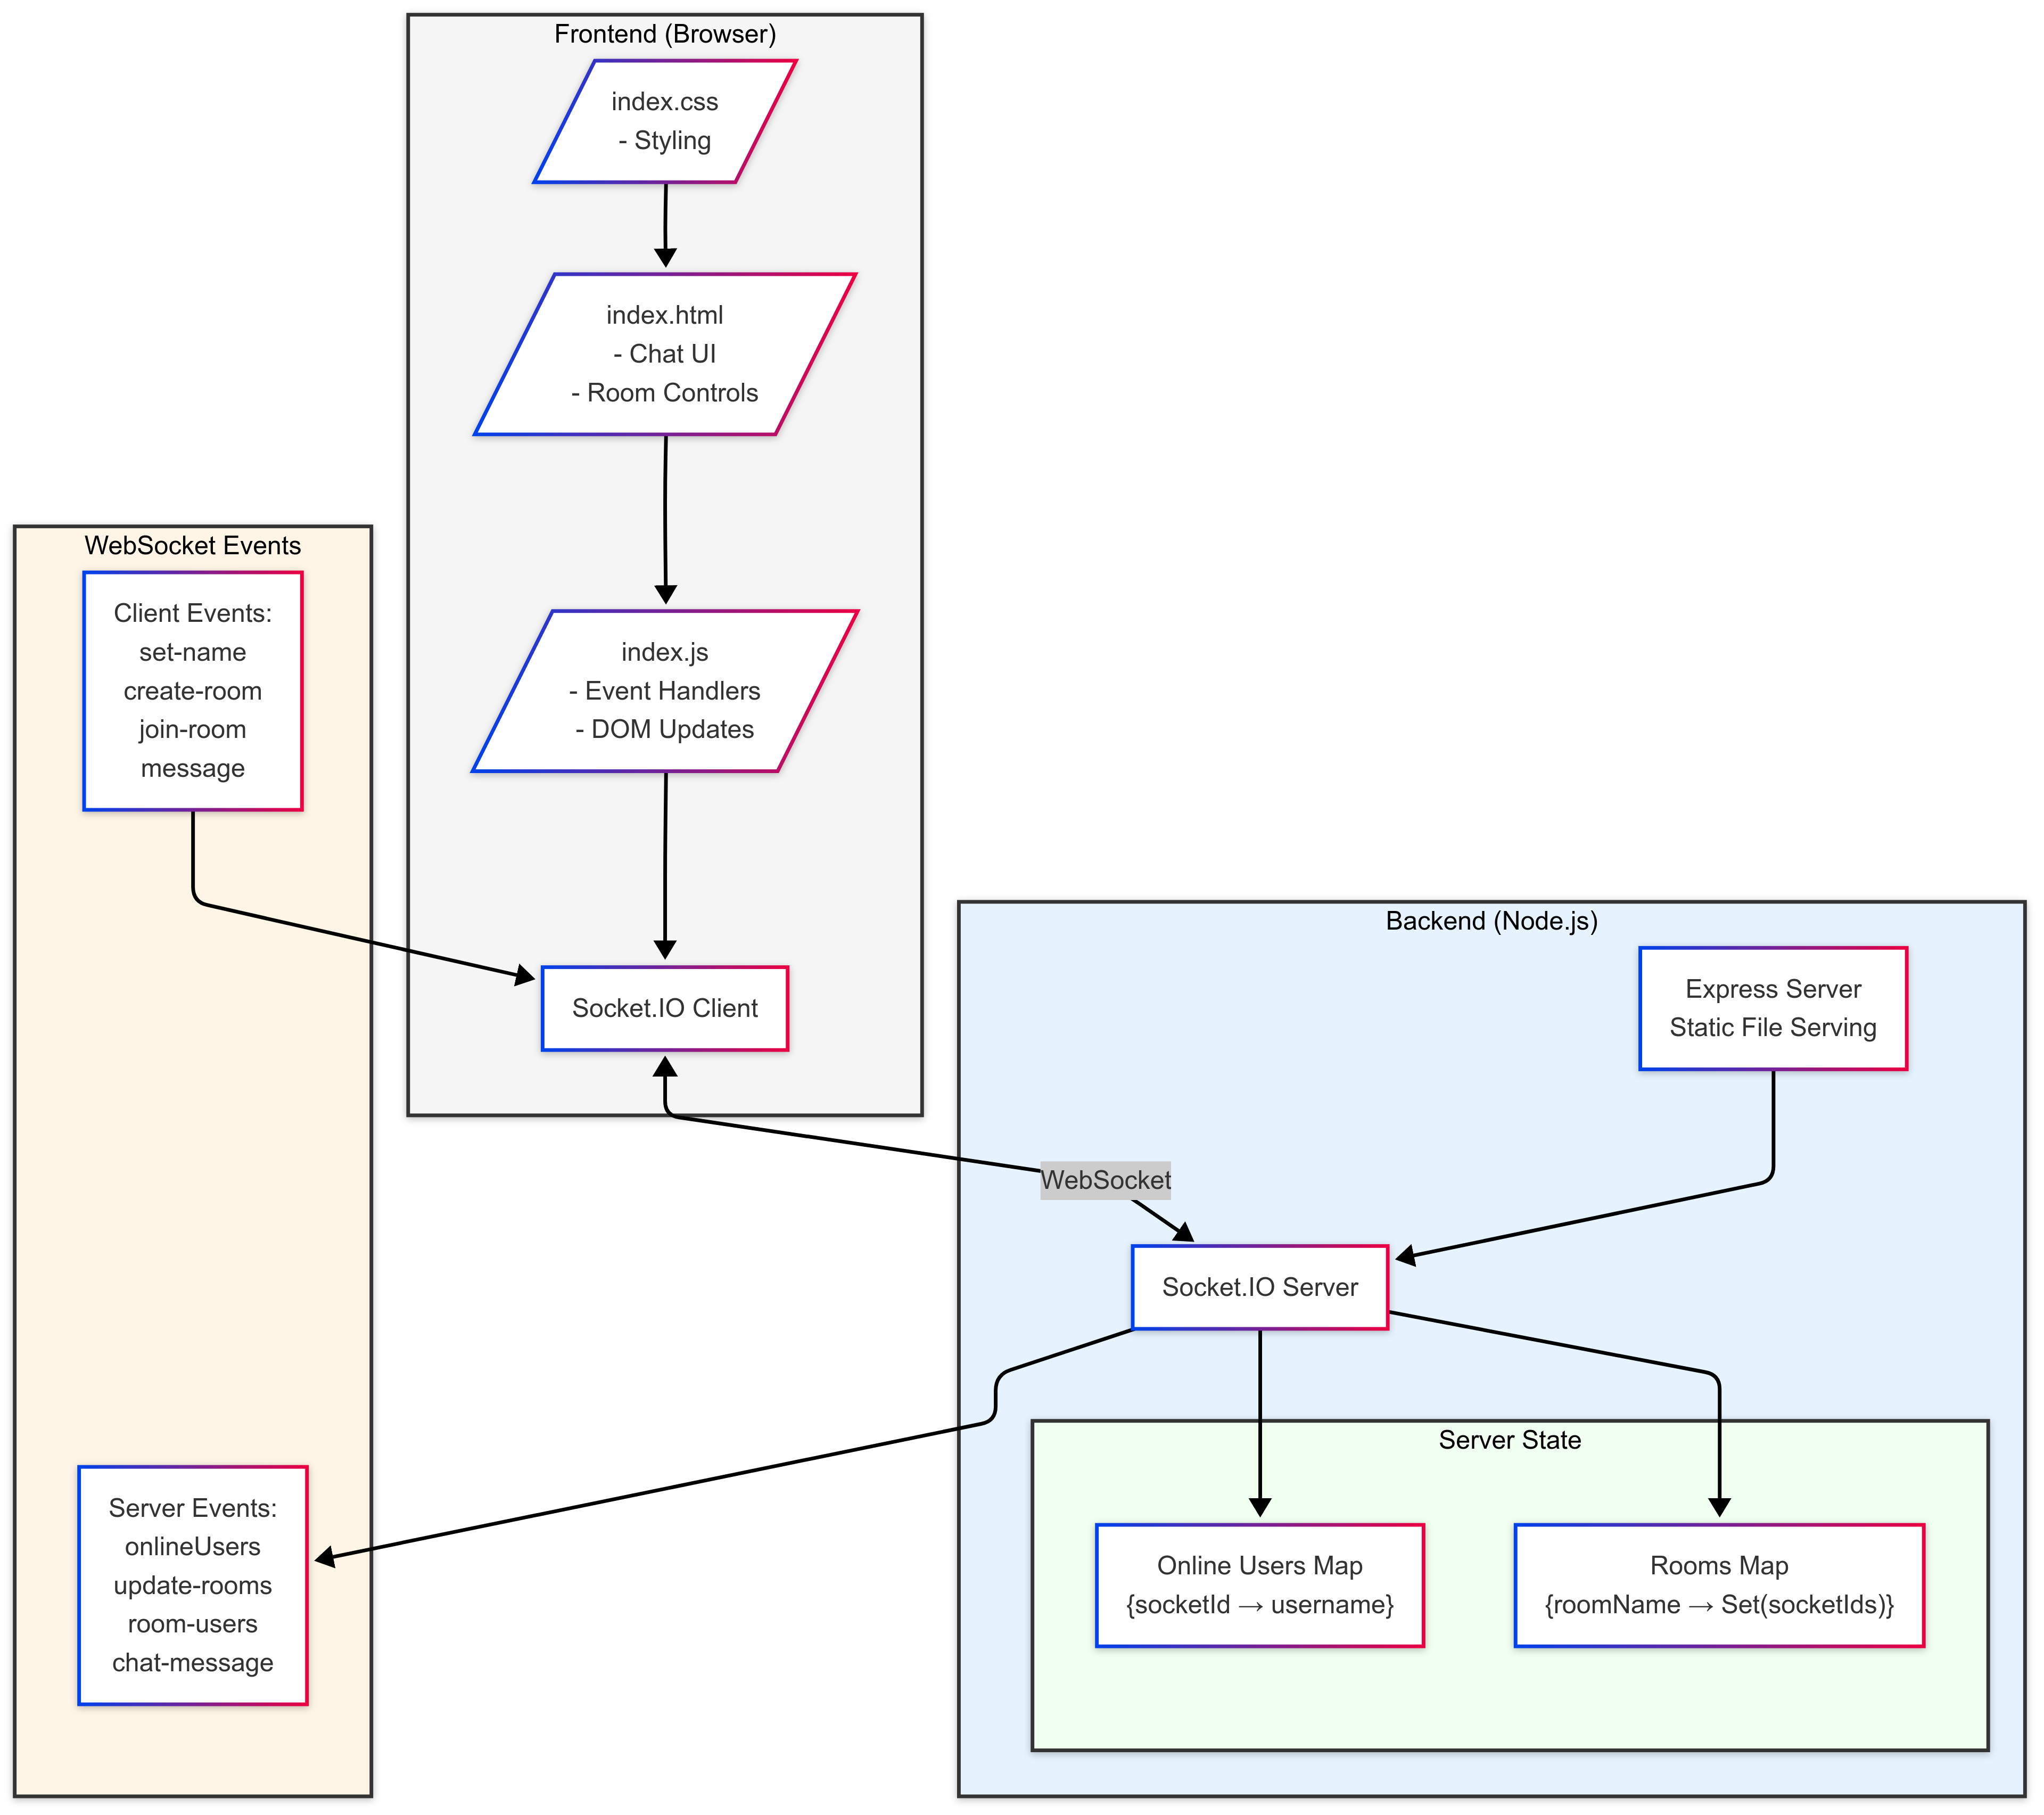 Frontend (Browser)
index.css
- Styling
index.html
- Chat UI
- Room Controls
index.js
- Event Handlers
- DOM Updates
Socket.IO Client
WebSocket Events
Client Events:
set-name
create-room
join-room
message
Server Events:
onlineUsers
update-rooms
room-users
chat-message
WebSocket
Backend (Node.js)
Express Server
Static File Serving
Socket.IO Server
Server State
Online Users Map
{socketId → username}
Rooms Map
{roomName → Set(socketIds)}